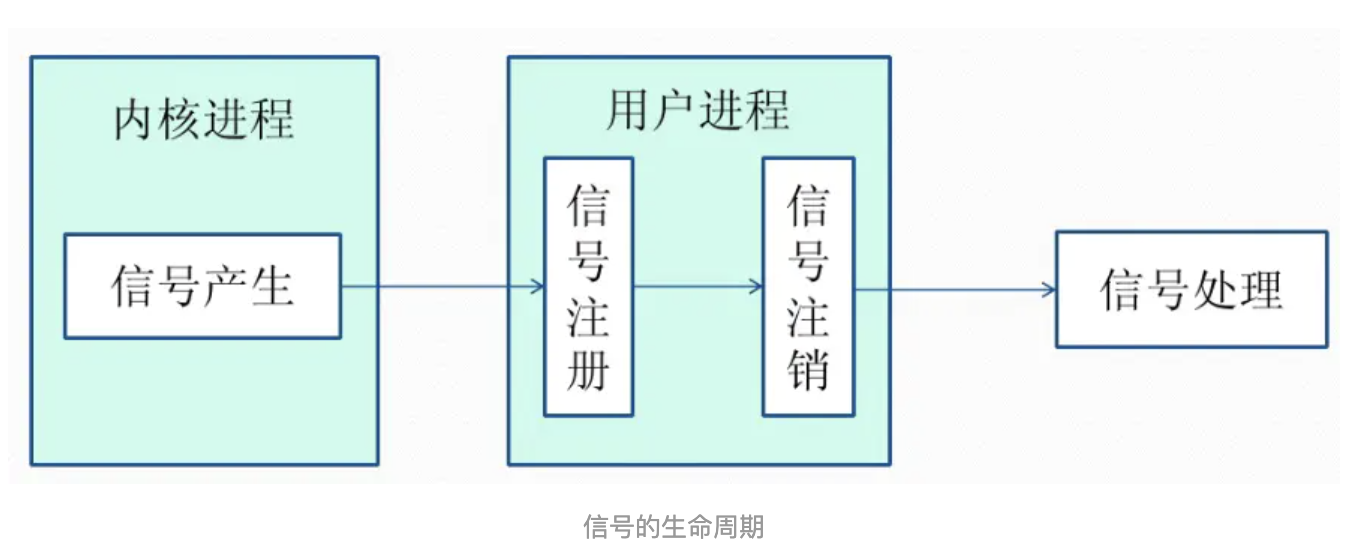 内核进程
信号产生
用户进程
信号注册
信号注销
信号处理
信号的生命周期